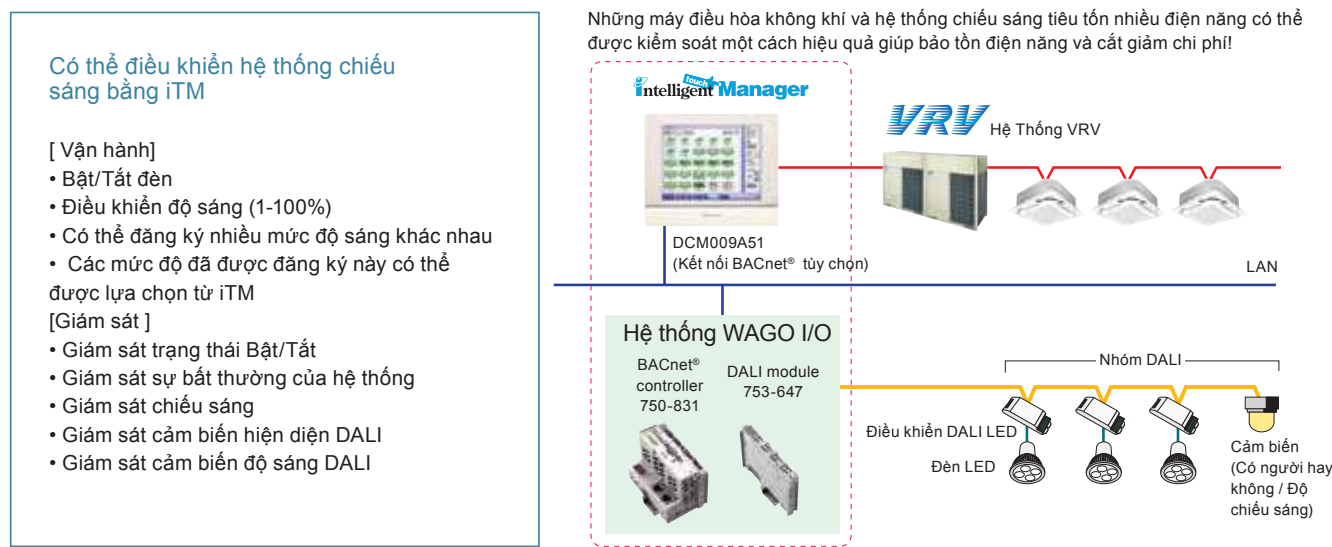 Có thể điều khiển hệ thống chiếu
sáng bằng iTM
[ Vận hành]
• Bật/Tắt đèn
• Điều khiển độ sáng (1-100%)
• Có thể đăng ký nhiều mức độ sáng khác nhau
• Các mức độ đã được đăng ký này có thể
được lựa chọn từ iTM
[Giám sát ]
• Giám sát trạng thái Bật/Tắt
• Giám sát sự bất thường của hệ thống
• Giám sát chiếu sáng
• Giám sát cảm biến hiện diện DALI
• Giám sát cảm biến độ sáng DALI
Những máy điều hòa không khí và hệ thống chiếu sáng tiêu tốn nhiều điện năng có thể
được kiểm soát một cách hiệu quả giúp bảo tồn điện năng và cắt giảm chi phí!
intelligent touch Manager
VRV Hệ Thống VRV
DCM009A51
(Kết nối BACnet® tùy chọn)
LAN
Hệ thống WAGO I/O
BACnet®
controller
750-831
DALI module
753-647
Nhóm DALI
Điều khiển DALI LED
Đèn LED
Cảm biến
(Có người hay
không / Độ
chiếu sáng)